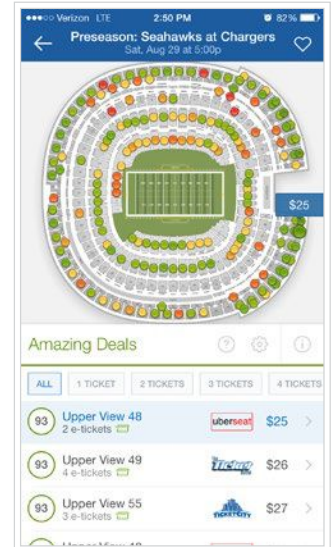 Verizon LTE 2:50 PM 82%
Preseason: Seahawks at Chargers
Sat, Aug 29 at 5:00p
$25
Amazing Deals
ALL 1 TICKET 2 TICKETS 3 TICKETS 4 TICKETS
93 Upper View 48 uberseat $25
2 e-tickets
93 Upper View 49 $26
4 e-tickets
93 Upper View 55 TICKETCITY $27
3 e-tickets